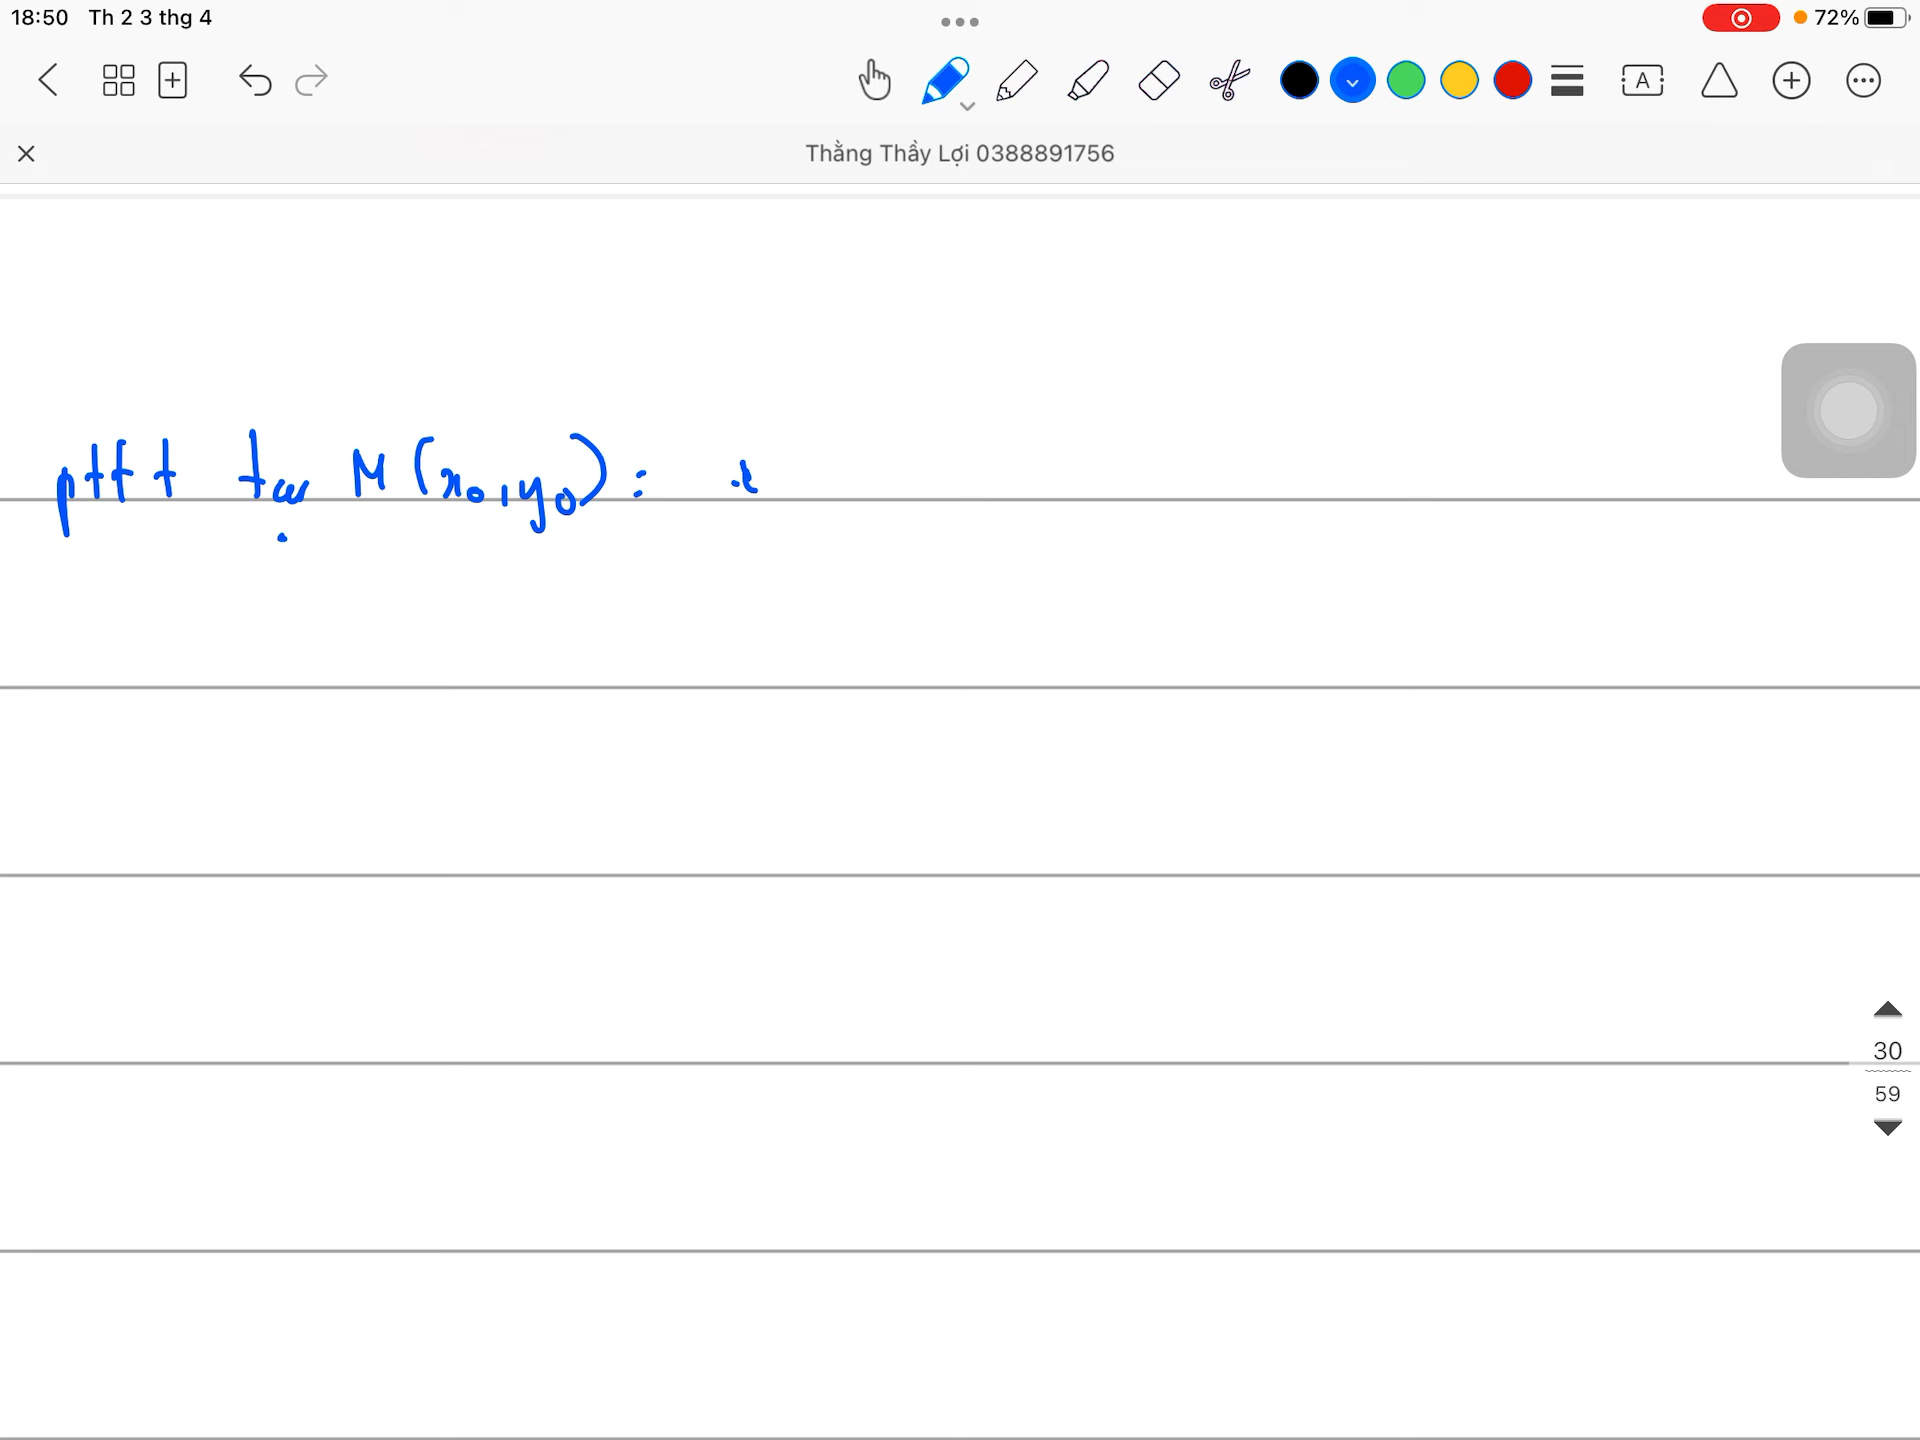 18:50 Th 2 3 thg 4 72%
A
Thằng Thầy Lợi 0388891756
pttt tại M(x₀, y₀):
30
59